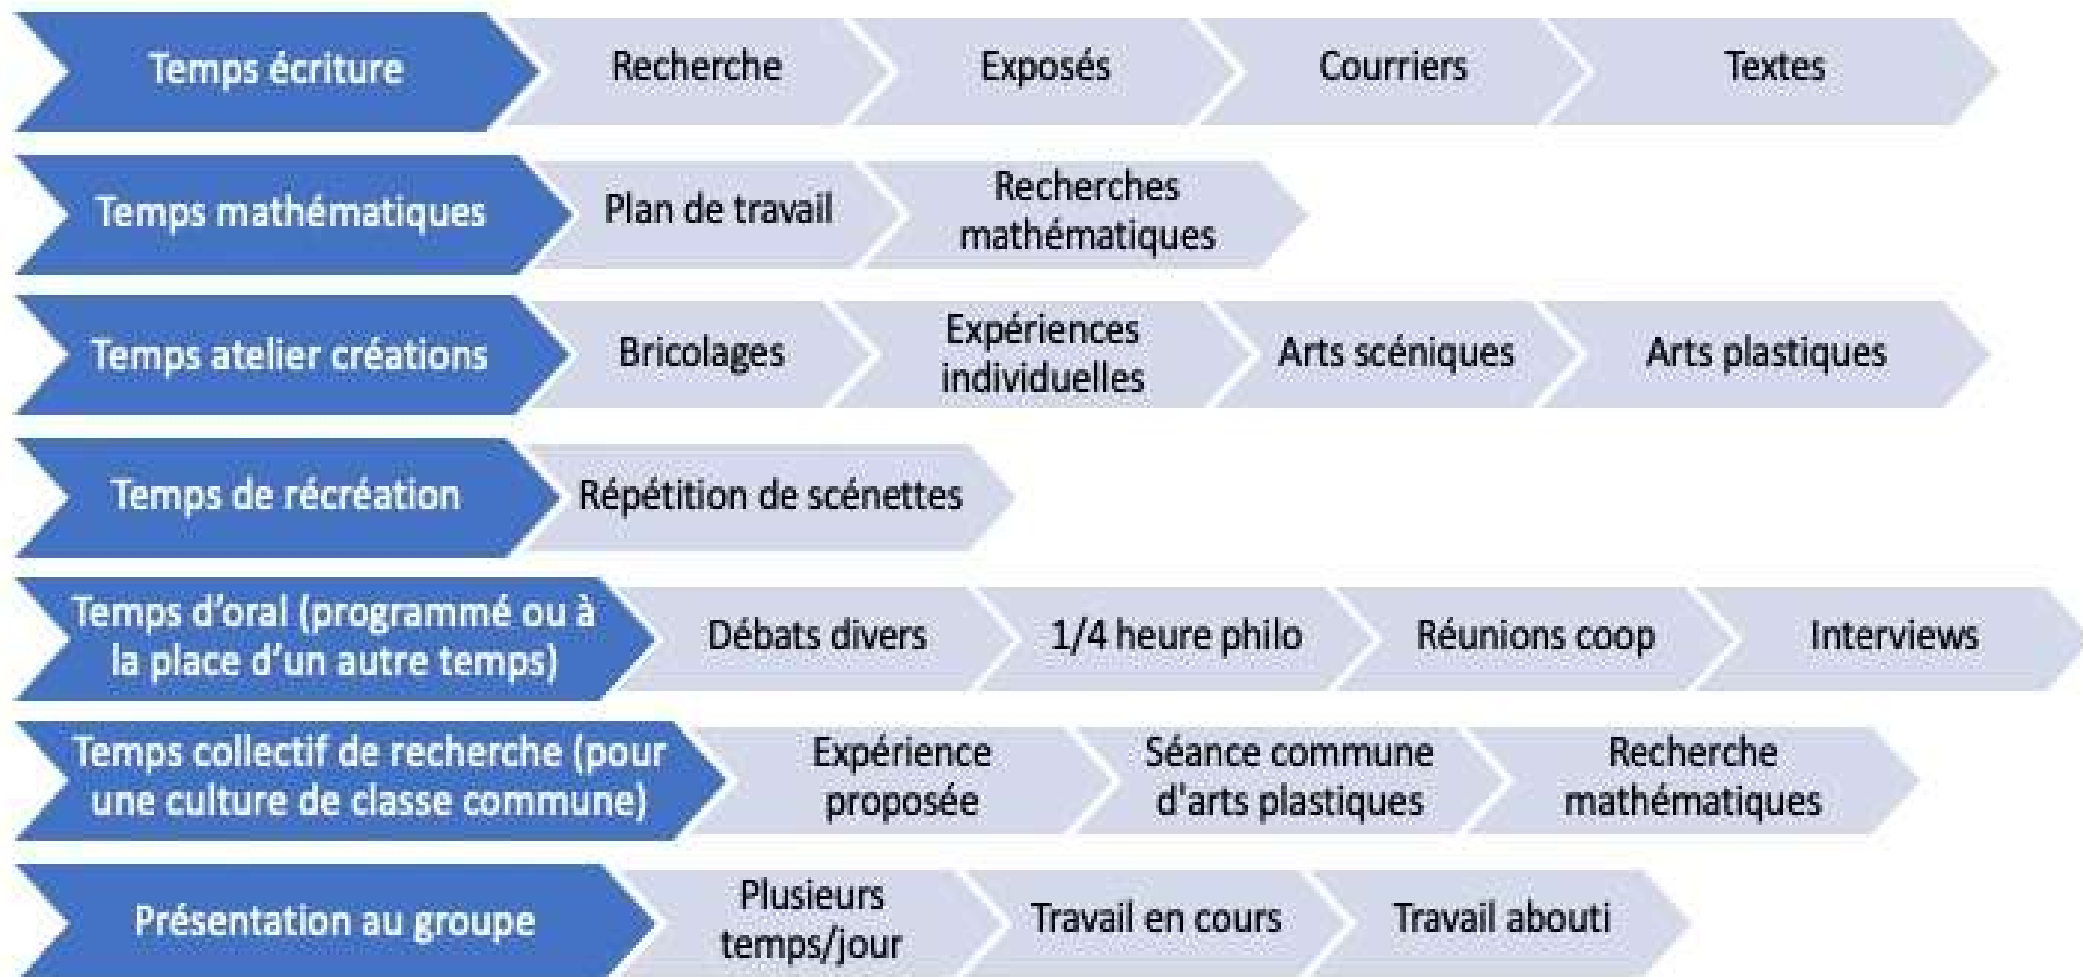 Temps écriture
Recherche
Exposés
Courriers
Textes
Temps mathématiques
Plan de travail
Recherches
mathématiques
Temps atelier créations
Bricolages
Expériences
individuelles
Arts scéniques
Arts plastiques
Temps de récréation
Répétition de scénettes
Temps d'oral (programmé ou à
la place d'un autre temps)
Débats divers
1/4 heure philo
Réunions coop
Interviews
Temps collectif de recherche (pour
une culture de classe commune)
Expérience
proposée
Séance commune
d'arts plastiques
Recherche
mathématiques
Présentation au groupe
Plusieurs
temps/jour
Travail en cours
Travail abouti